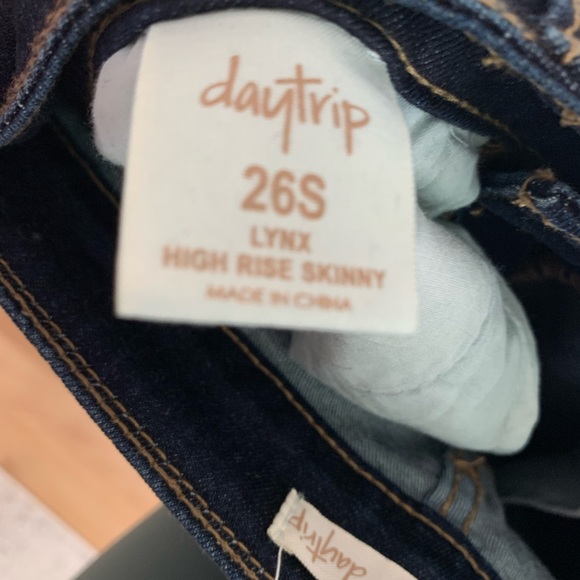 daytrip
26S
LYNX
HIGH RISE SKINNY
MADE IN CHINA
daytrip